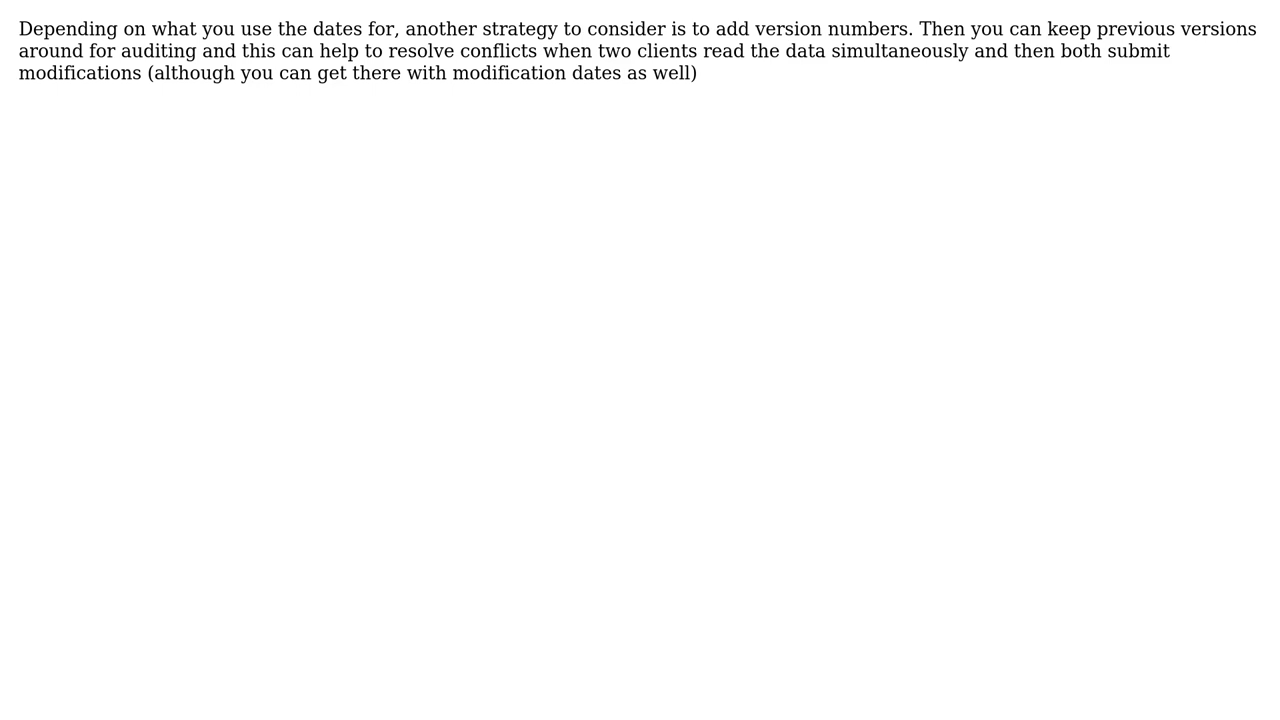 Depending on what you use the dates for, another strategy to consider is to add version numbers. Then you can keep previous versions
around for auditing and this can help to resolve conflicts when two clients read the data simultaneously and then both submit
modifications (although you can get there with modification dates as well)